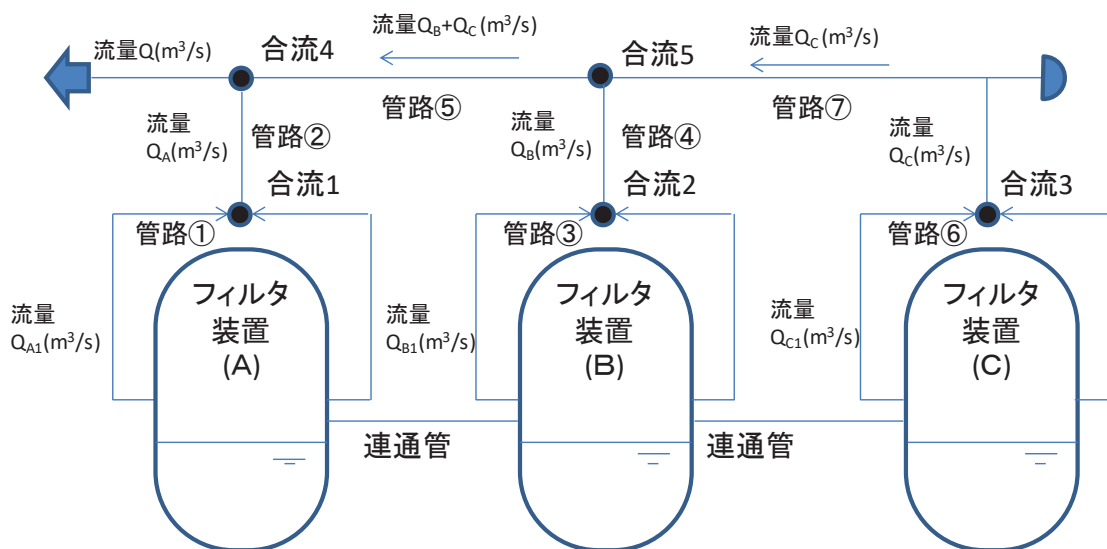 流量Q(m³/s)
合流4
流量QB+QC(m³/s)
合流5
流量QC(m³/s)
管路⑤
管路⑦
流量
QA(m³/s)
管路②
流量
QB(m³/s)
管路④
流量
QC(m³/s)
合流1
合流2
合流3
管路①
管路③
管路⑥
流量
QA1(m³/s)
フィルタ
装置
(A)
流量
QB1(m³/s)
フィルタ
装置
(B)
流量
QC1(m³/s)
フィルタ
装置
(C)
連通管
連通管